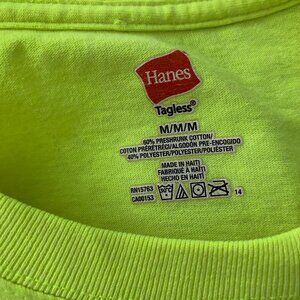 Hanes
Tagless®
M/M/M
60% PRESHRUNK COTTON/
COTON PRÉRÉTRÉCI/ALGODÓN PRE-ENCOGIDO
40% POLYESTER/POLYESTER/POLIÉSTER
MADE IN HAITI
FABRIQUÉ À HAÏTI
HECHO EN HAITÍ
RN15763
CA00153
14